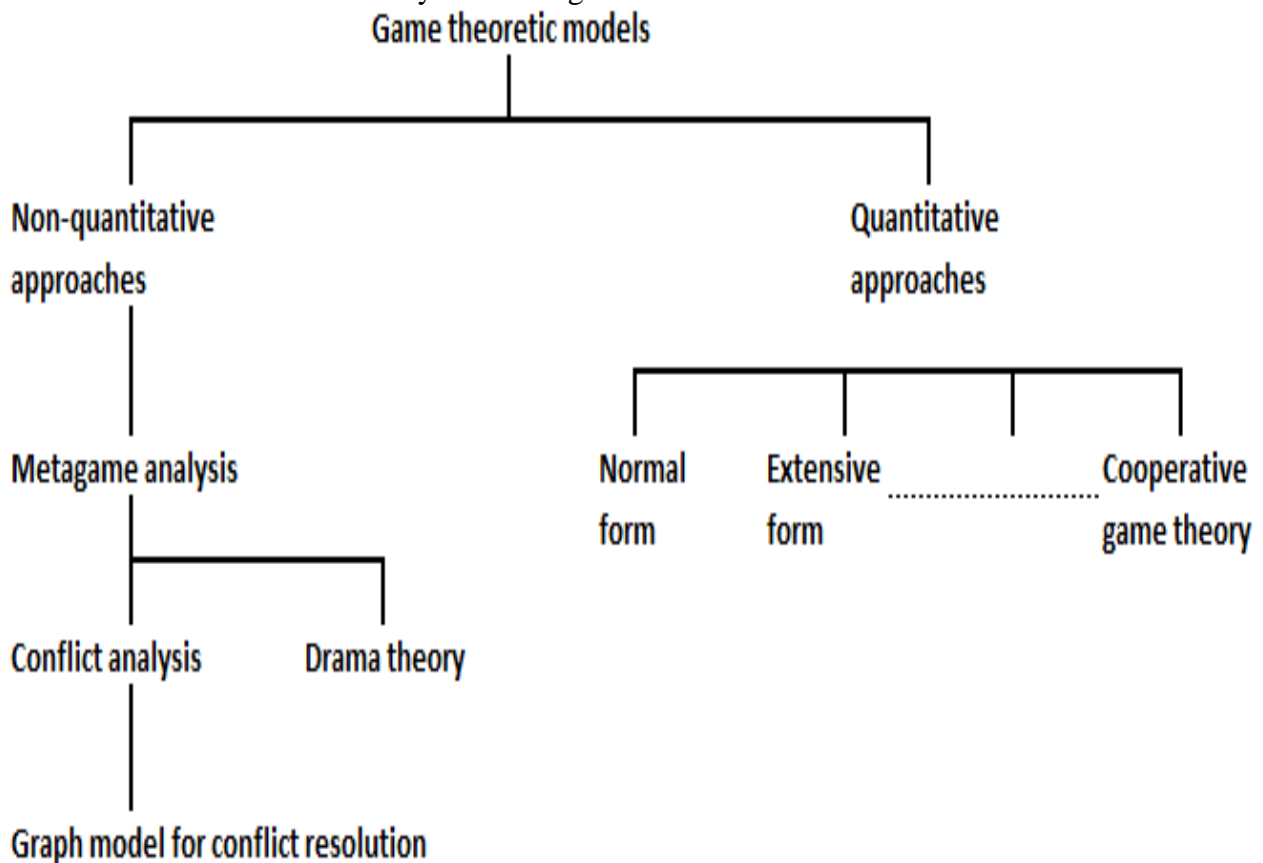 Game theoretic models
Non-quantitative
approaches
Quantitative
approaches
Metagame analysis
Normal
form
Extensive
form
Cooperative
game theory
Conflict analysis
Drama theory
Graph model for conflict resolution